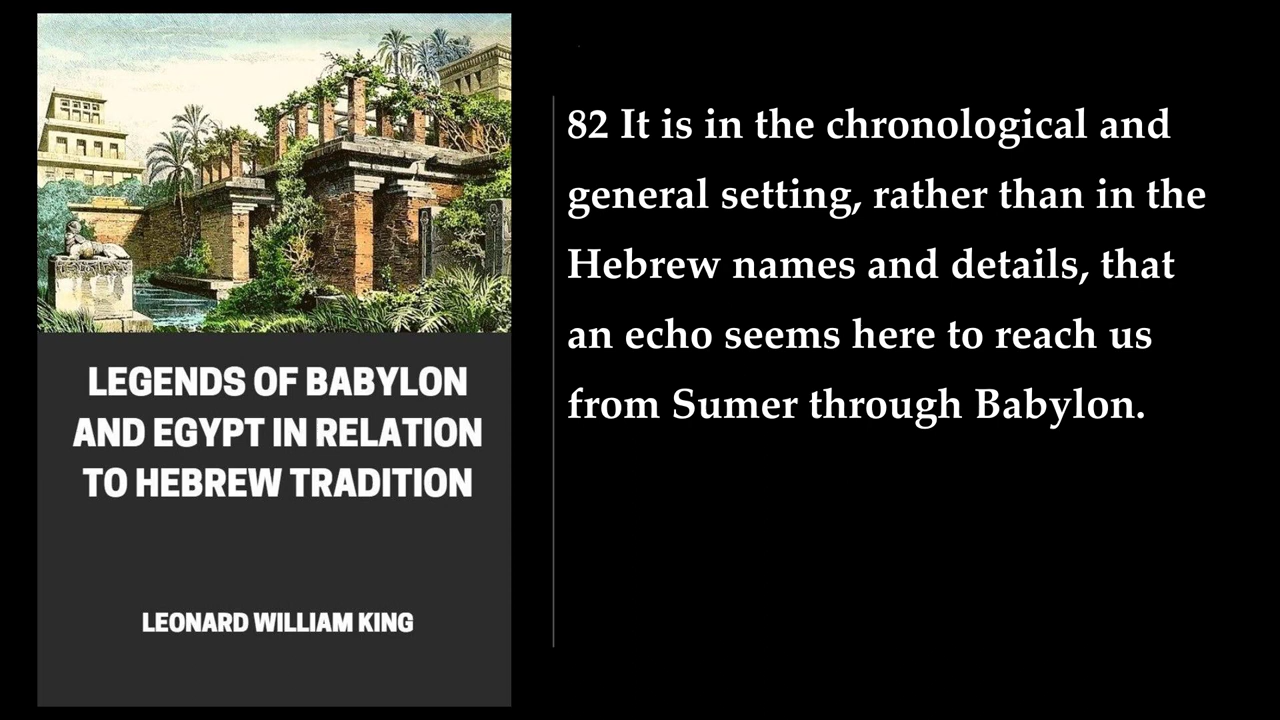 LEGENDS OF BABYLON
AND EGYPT IN RELATION
TO HEBREW TRADITION
LEONARD WILLIAM KING
82 It is in the chronological and
general setting, rather than in the
Hebrew names and details, that
an echo seems here to reach us
from Sumer through Babylon.